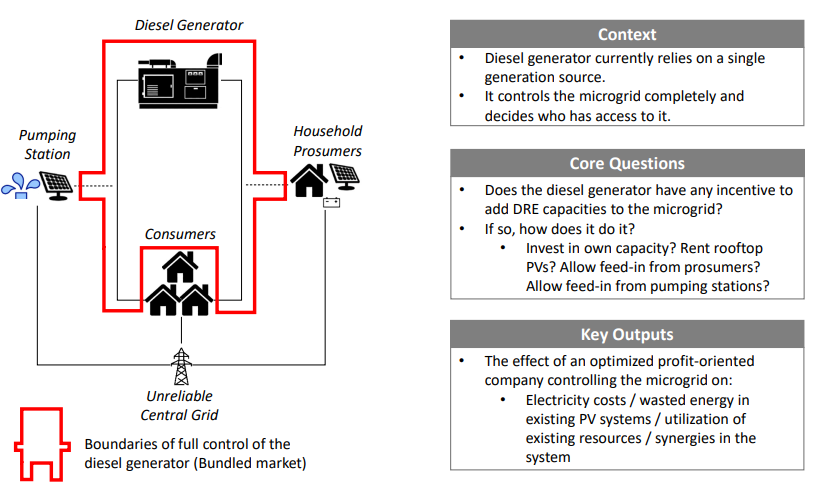 Diesel Generator
Pumping
Station
Household
Prosumers
Consumers
Unreliable
Central Grid
Boundaries of full control of the
diesel generator (Bundled market)
Context
• Diesel generator currently relies on a single
generation source.
• It controls the microgrid completely and
decides who has access to it.
Core Questions
• Does the diesel generator have any incentive to
add DRE capacities to the microgrid?
• If so, how does it do it?
• Invest in own capacity? Rent rooftop
PVs? Allow feed-in from prosumers?
Allow feed-in from pumping stations?
Key Outputs
• The effect of an optimized profit-oriented
company controlling the microgrid on:
• Electricity costs / wasted energy in
existing PV systems / utilization of
existing resources / synergies in the
system